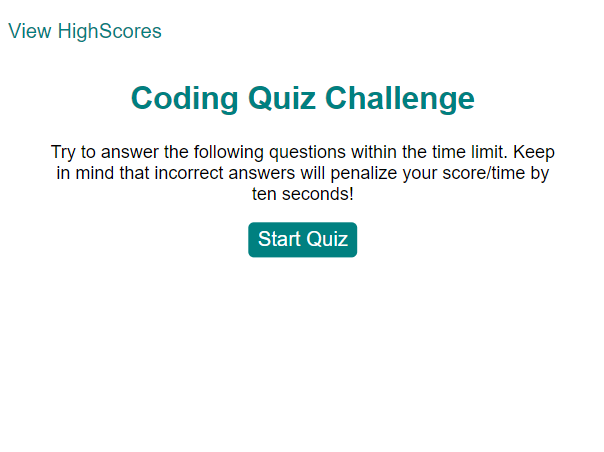 View HighScores
Coding Quiz Challenge
Try to answer the following questions within the time limit. Keep
in mind that incorrect answers will penalize your score/time by
ten seconds!
Start Quiz